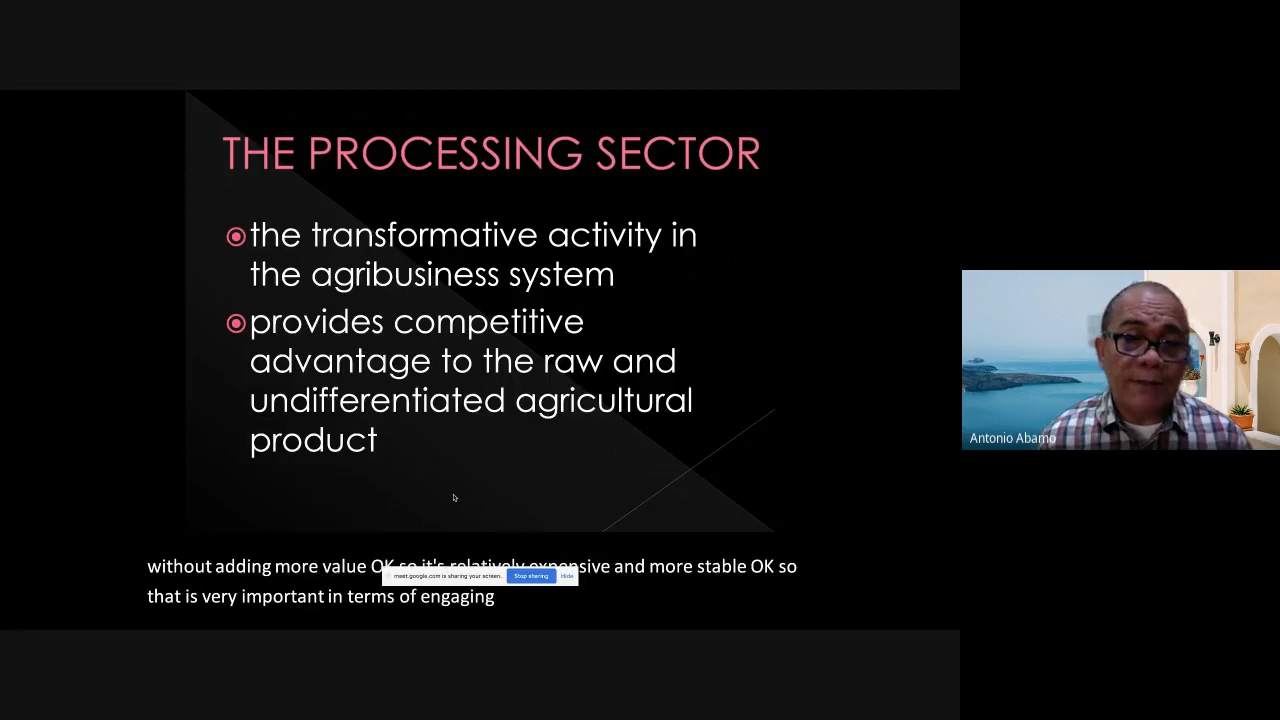 THE PROCESSING SECTOR
the transformative activity in
the agribusiness system
provides competitive
advantage to the raw and
undifferentiated agricultural
product
without adding more value OK so it's relatively expensive and more stable OK so
meet.google.com is sharing your screen. Stop sharing Hide
that is very important in terms of engaging
Antonio Abamo